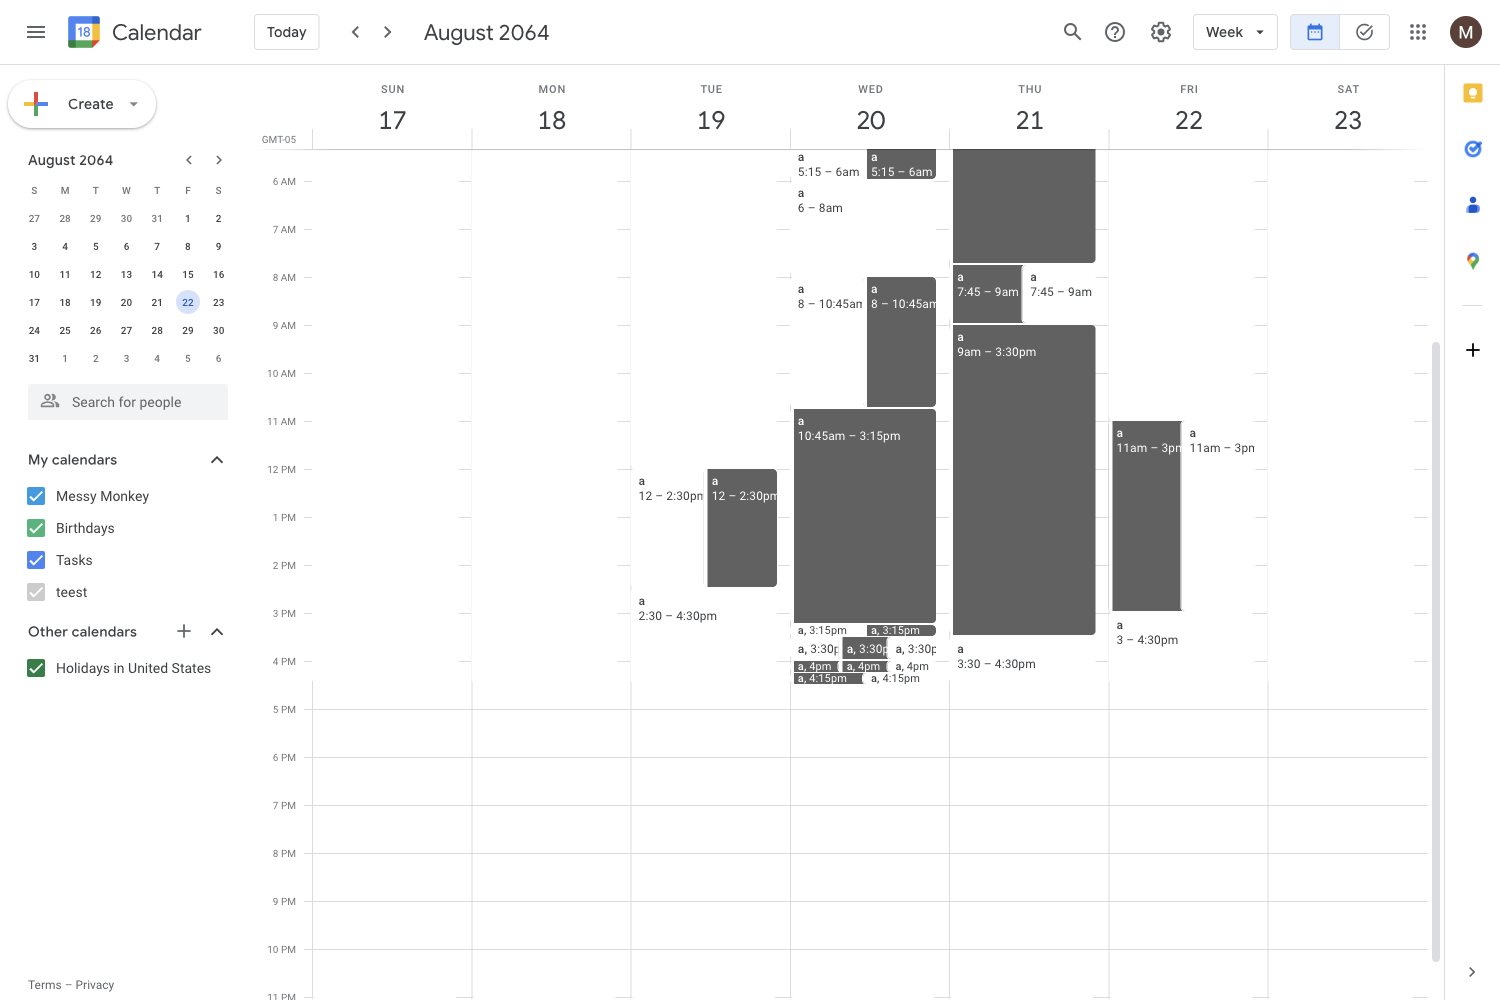 18 Calendar
Today
August 2064
Week
M
Create
August 2064
S M T W T F S
27 28 29 30 31 1 2
3 4 5 6 7 8 9
10 11 12 13 14 15 16
17 18 19 20 21 22 23
24 25 26 27 28 29 30
31 1 2 3 4 5 6
Search for people
My calendars
Messy Monkey
Birthdays
Tasks
teest
Other calendars
Holidays in United States
Terms – Privacy
SUN MON TUE WED THU FRI SAT
17 18 19 20 21 22 23
GMT-05
6 AM
7 AM
8 AM
9 AM
10 AM
11 AM
12 PM
1 PM
2 PM
3 PM
4 PM
5 PM
6 PM
7 PM
8 PM
9 PM
10 PM
11 PM
a
12 – 2:30pm
a
12 – 2:30pm
a
2:30 – 4:30pm
a
5:15 – 6am
a
5:15 – 6am
a
6 – 8am
a
8 – 10:45am
a
8 – 10:45am
a
10:45am – 3:15pm
a, 3:15pm
a, 3:15pm
a, 3:30p
a, 3:30p
a, 3:30p
a, 4pm
a, 4pm
a, 4pm
a, 4:15pm
a, 4:15pm
a
7:45 – 9am
a
7:45 – 9am
a
9am – 3:30pm
a
3:30 – 4:30pm
a
11am – 3pm
a
11am – 3pm
a
3 – 4:30pm